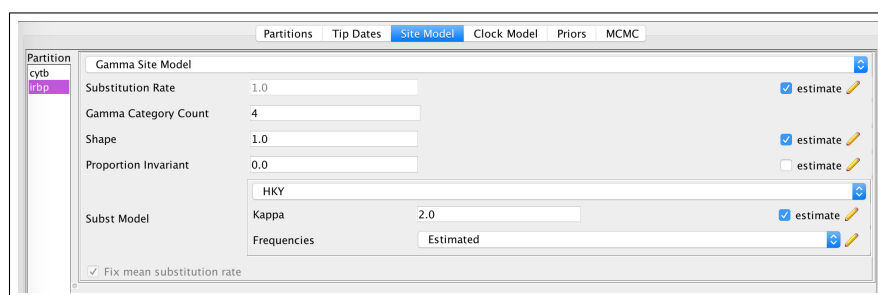 Partitions Tip Dates Site Model Clock Model Priors MCMC
Partition
cytb
irbp
Gamma Site Model
Substitution Rate 1.0 estimate
Gamma Category Count 4
Shape 1.0 estimate
Proportion Invariant 0.0 estimate
HKY
Subst Model Kappa 2.0 estimate
Frequencies Estimated
Fix mean substitution rate